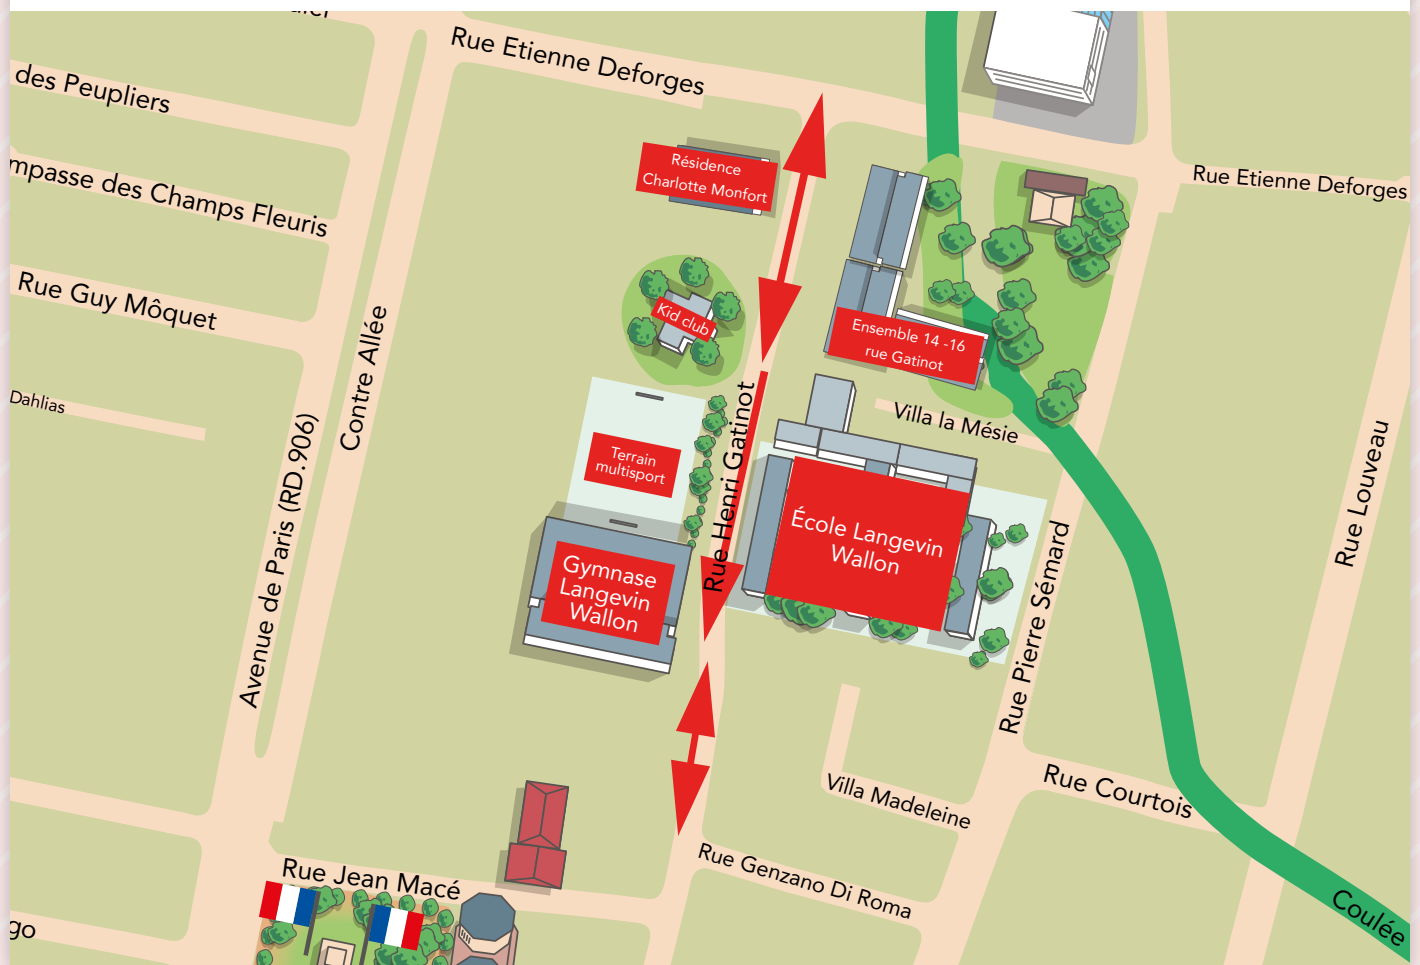 Rue Etienne Deforges
des Peupliers
mpasse des Champs Fleuris
Rue Guy Môquet
Dahlias
Contre Allée
Avenue de Paris (RD.906)
Résidence
Charlotte Monfort
Kid club
Rue Etienne Deforges
Ensemble 14 -16
rue Gatinot
Villa la Mésie
Terrain
multisport
Rue Henri Gatinot
École Langevin
Wallon
Gymnase
Langevin
Wallon
Rue Pierre Sémard
Rue Louveau
Villa Madeleine
Rue Courtois
Rue Genzano Di Roma
Rue Jean Macé
go
Coulée